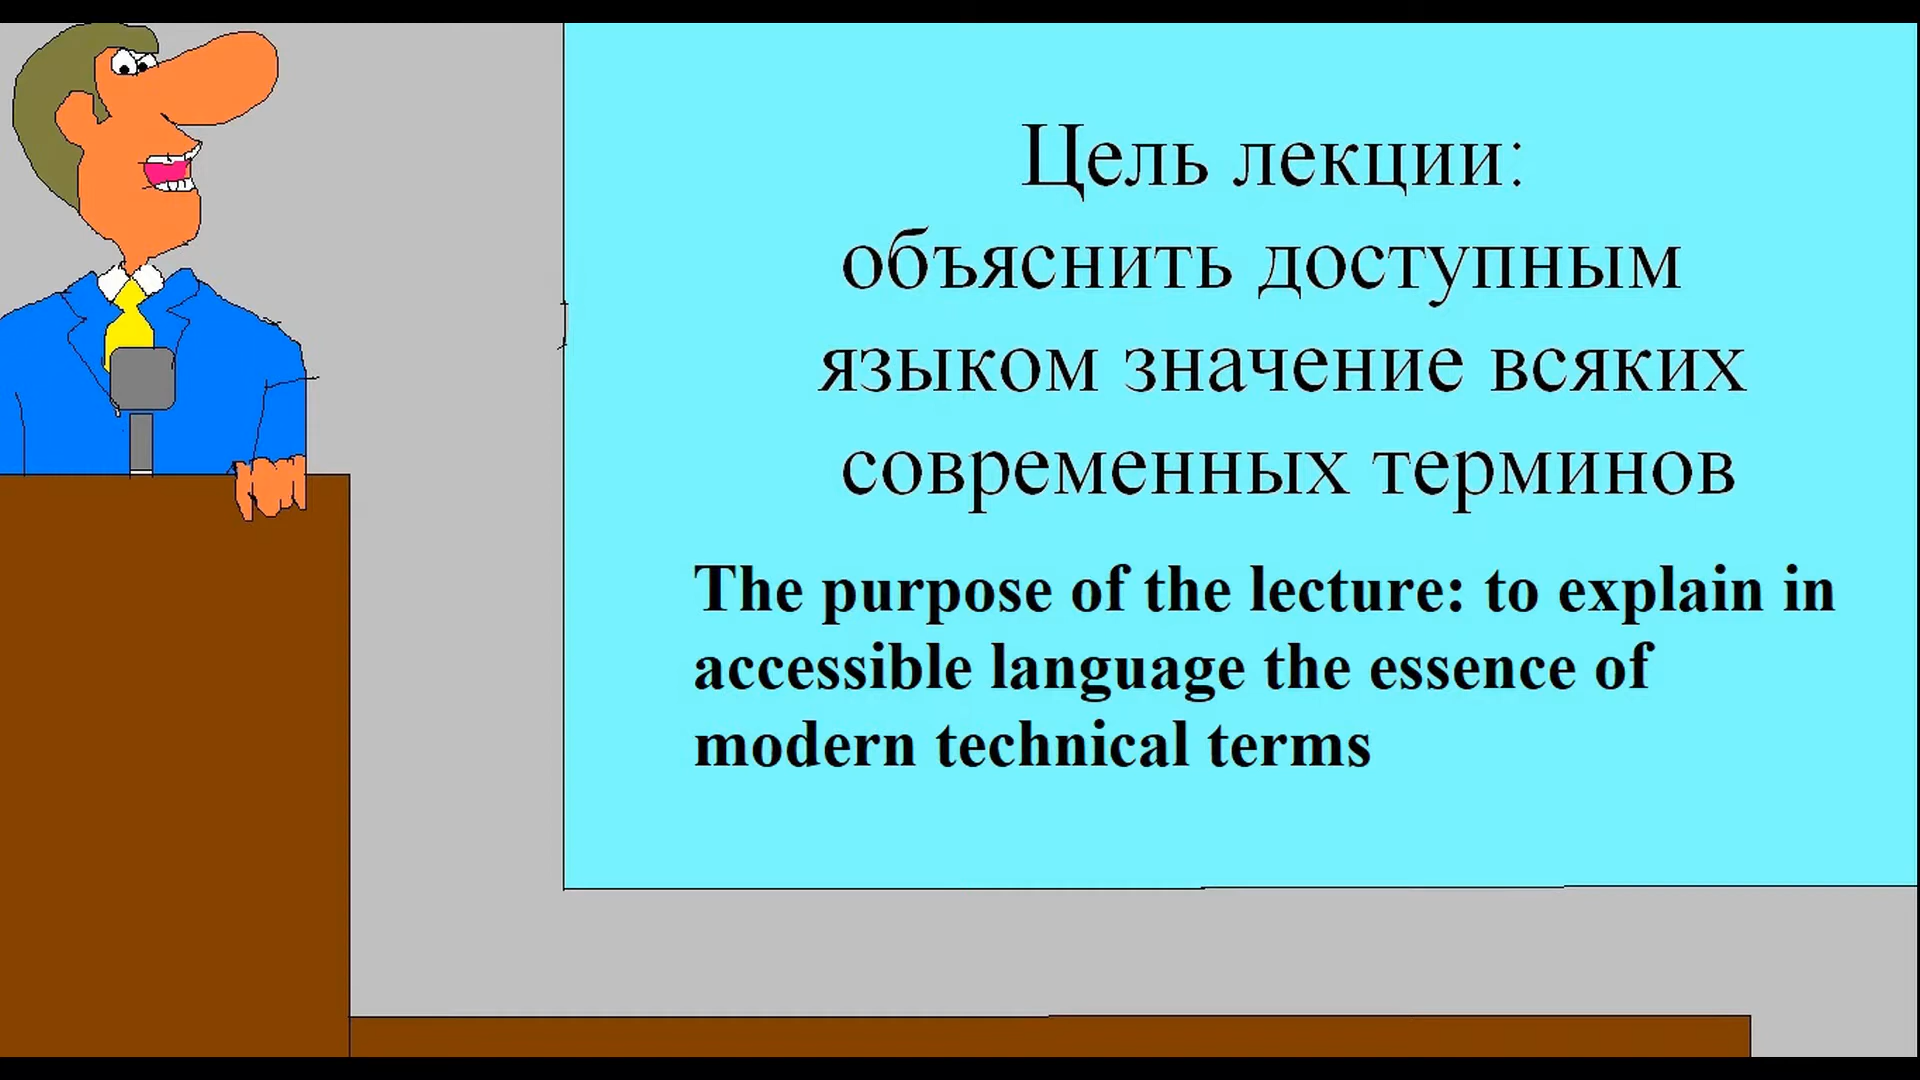 Цель лекции:
объяснить доступным
языком значение всяких
современных терминов
The purpose of the lecture: to explain in
accessible language the essence of
modern technical terms